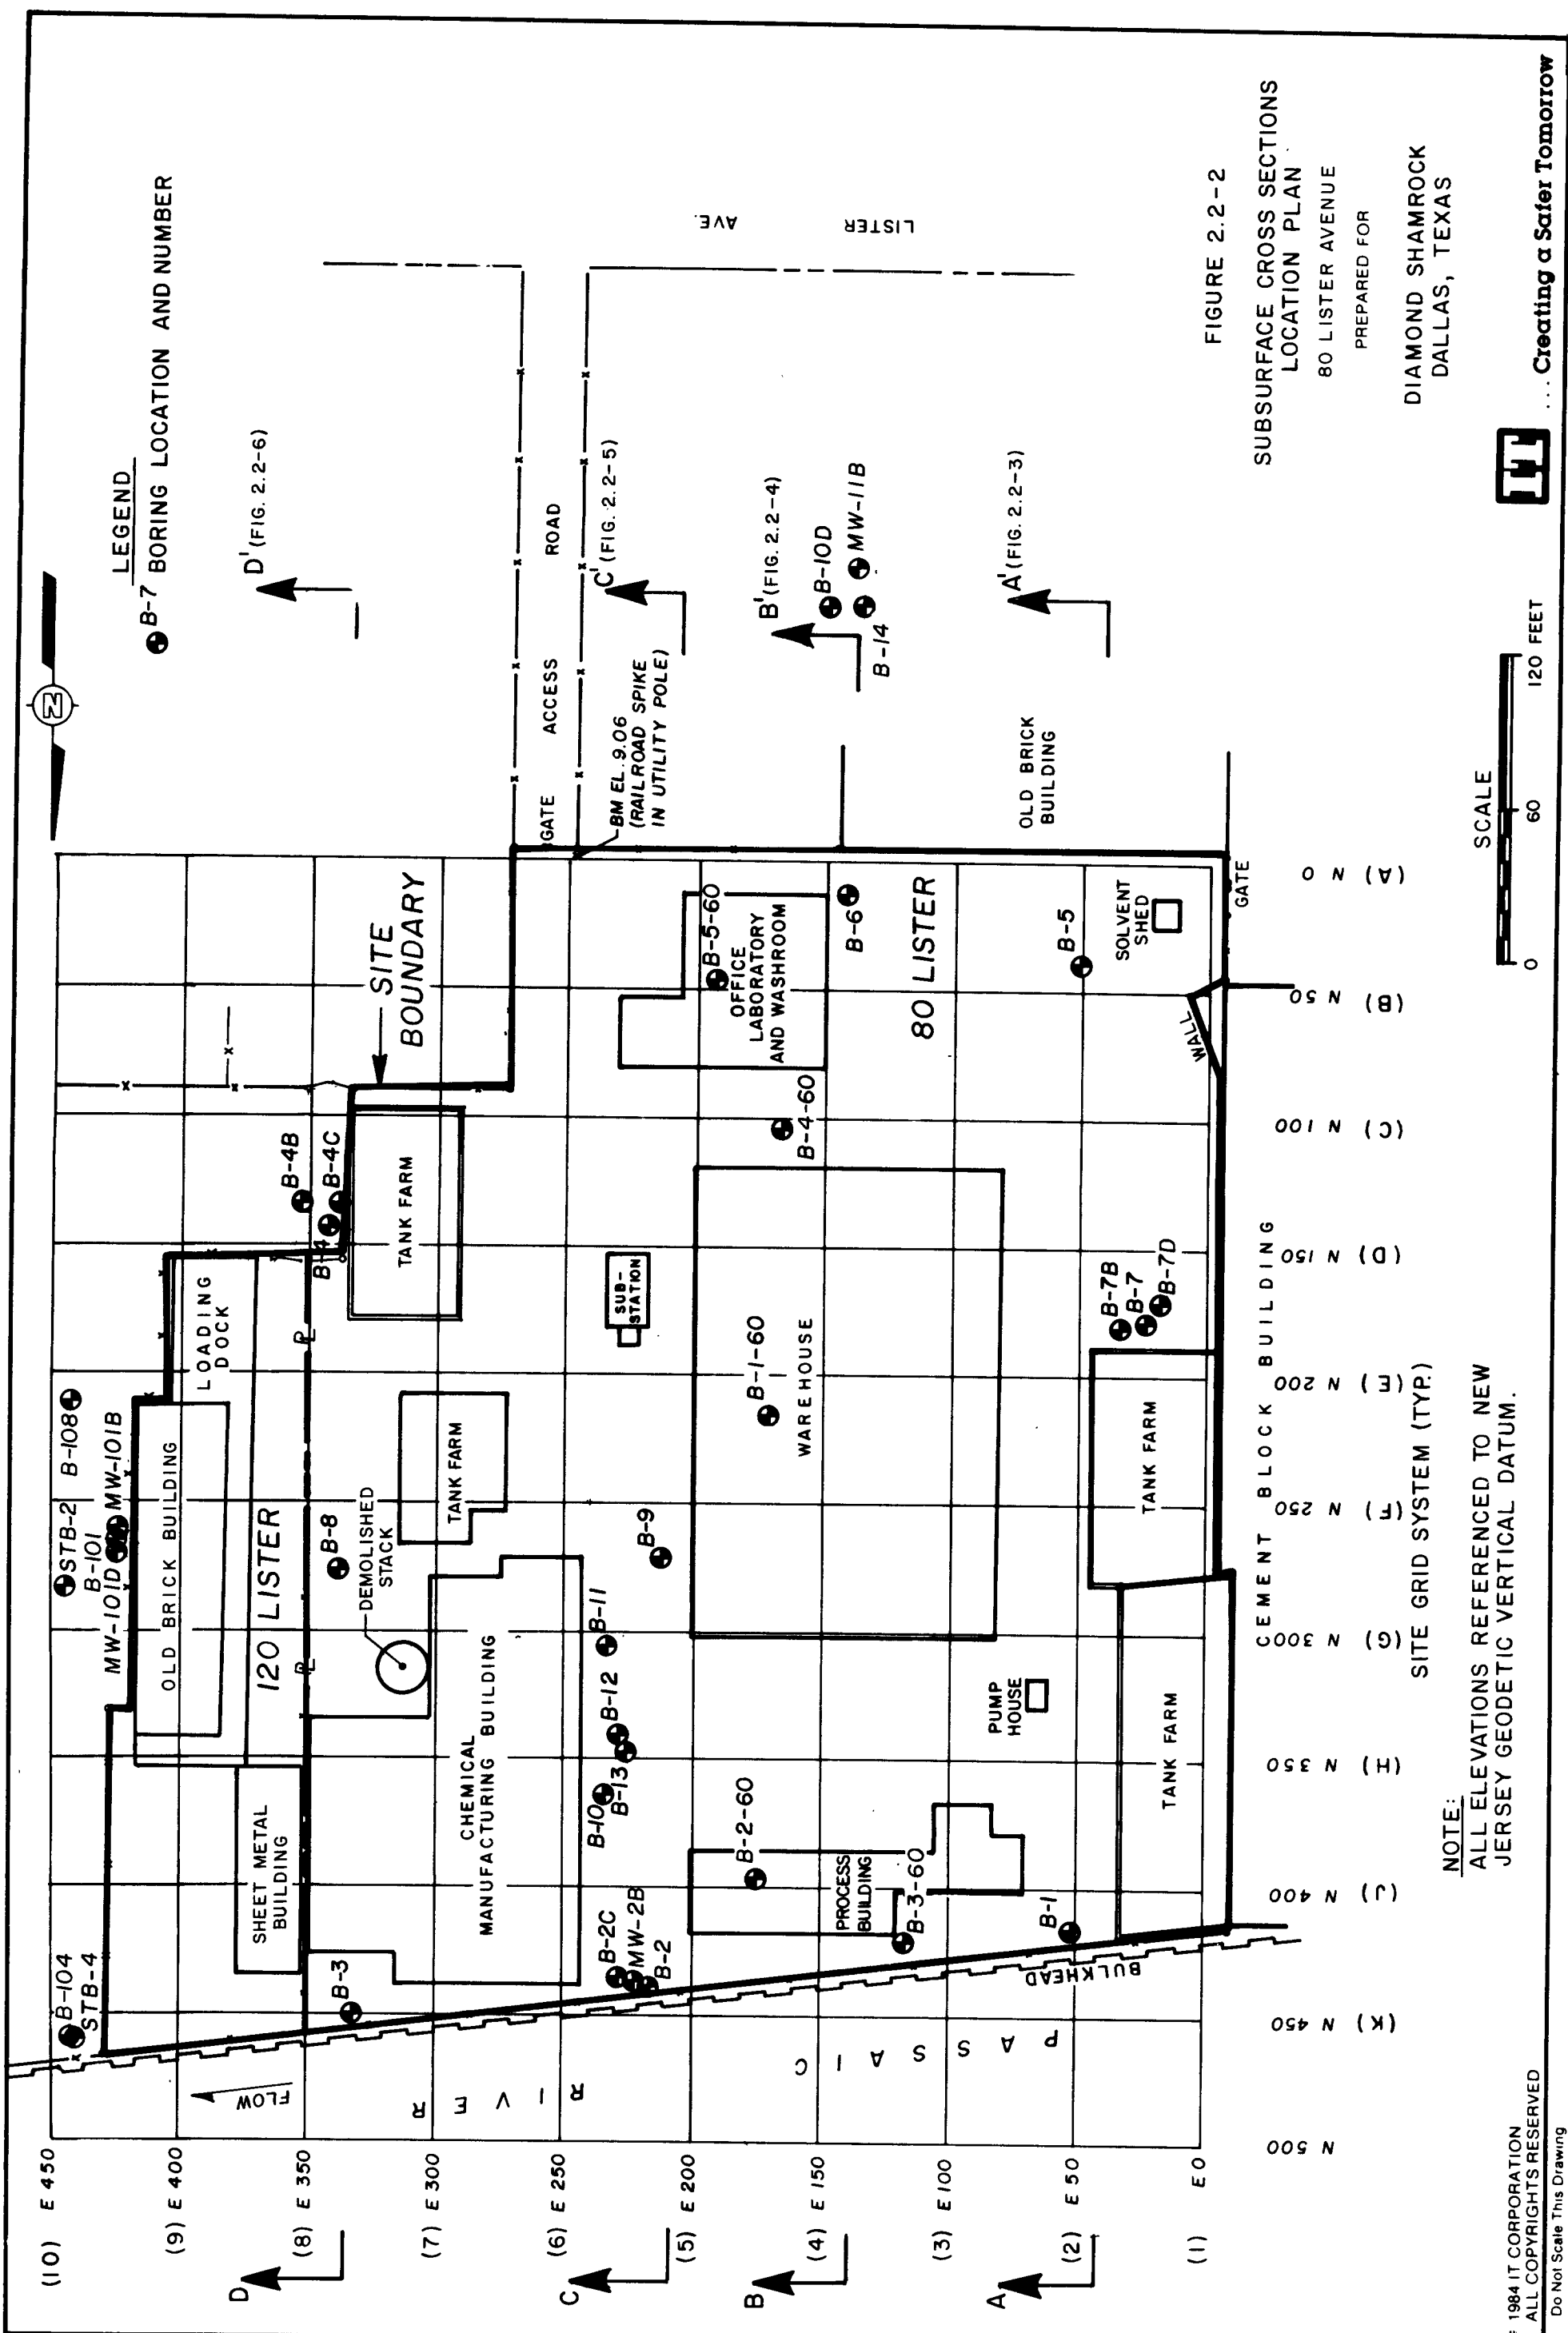 LEGEND
B-7 BORING LOCATION AND NUMBER
N
D' (FIG. 2.2-6)
C' (FIG. 2.2-5)
B' (FIG. 2.2-4)
A' (FIG. 2.2-3)
B-10D
MW-11B
B-14
LISTER AVE.
GATE ACCESS ROAD
BM EL. 9.06
(RAILROAD SPIKE
IN UTILITY POLE)
OLD BRICK
BUILDING
SITE
BOUNDARY
B-5-60
OFFICE
LABORATORY
AND WASHROOM
B-6
80 LISTER
B-5
SOLVENT
SHED
GATE
WALL
B-4-60
B-4B
B-4C
B-4
TANK FARM
LOADING
DOCK
SUB-
STATION
B-1-60
WAREHOUSE
B-7B
B-7
B-7D
TANK FARM
B-108
STB-2
MW-101B
B-101
MW-101D
OLD BRICK BUILDING
120 LISTER
PL
PL
B-8
DEMOLISHED
STACK
TANK FARM
B-9
B-11
B-12
B-13
B-10
CHEMICAL
MANUFACTURING BUILDING
SHEET METAL
BUILDING
PUMP
HOUSE
TANK FARM
B-2-60
PROCESS
BUILDING
B-3-60
B-1
B-2C
MW-2B
B-2
B-3
B-104
STB-4
BULKHEAD
PASSAIC RIVER
FLOW
CEMENT BLOCK BUILDING
(A) N 0
(B) N 50
(C) N 100
(D) N 150
(E) N 200
(F) N 250
(G) N 300
(H) N 350
(J) N 400
(K) N 450
N 500
SITE GRID SYSTEM (TYP.)
(10) E 450
(9) E 400
(8) E 350
(7) E 300
(6) E 250
(5) E 200
(4) E 150
(3) E 100
(2) E 50
(1) E 0
D
C
B
A
NOTE:
ALL ELEVATIONS REFERENCED TO NEW
JERSEY GEODETIC VERTICAL DATUM.
SCALE
0 60 120 FEET
FIGURE 2.2-2
SUBSURFACE CROSS SECTIONS
LOCATION PLAN
80 LISTER AVENUE
PREPARED FOR
DIAMOND SHAMROCK
DALLAS, TEXAS
IT
... Creating a Safer Tomorrow
1984 IT CORPORATION
ALL COPYRIGHTS RESERVED
Do Not Scale This Drawing